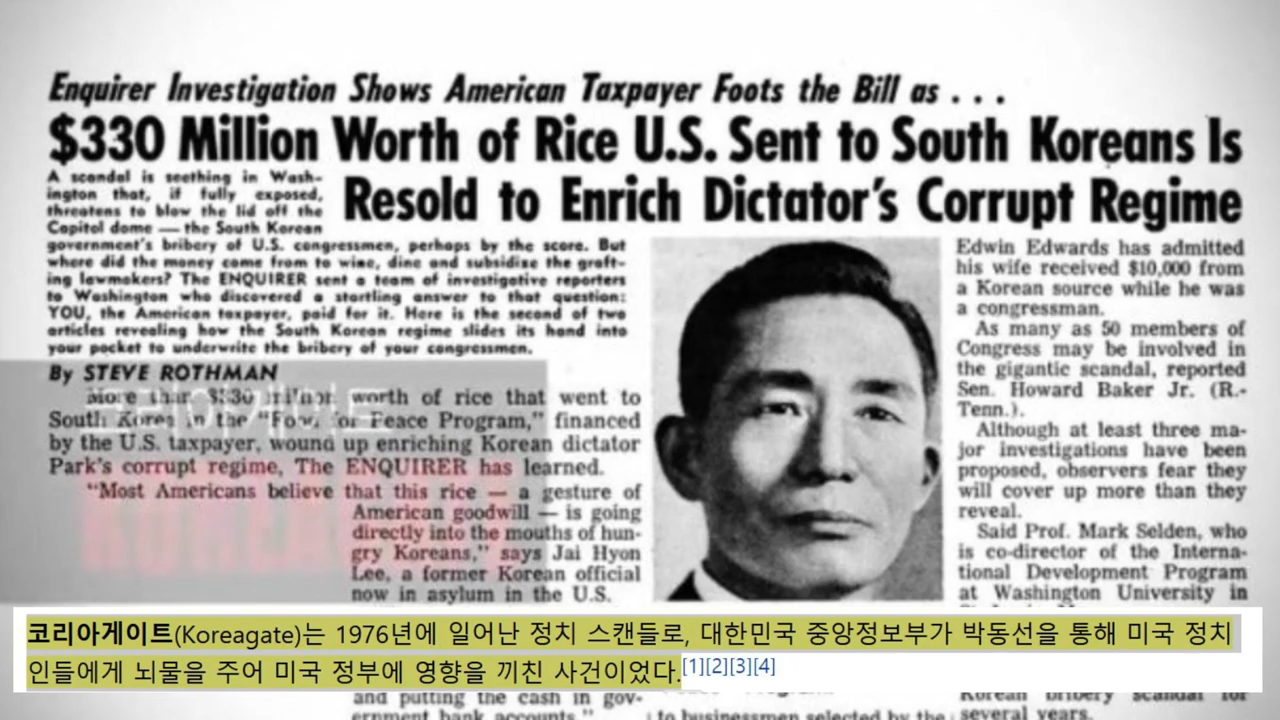 Enquirer Investigation Shows American Taxpayer Foots the Bill as . . .
$330 Million Worth of Rice U.S. Sent to South Koreans Is
Resold to Enrich Dictator's Corrupt Regime
A scandal is seething in Wash-
ington that, if fully exposed,
threatens to blow the lid off the
Capitol dome — the South Korean
government's bribery of U.S. congressmen, perhaps by the score. But
where did the money come from to wine, dine and subsidize the graft-
ing lawmakers? The ENQUIRER sent a team of investigative reporters
to Washington who discovered a startling answer to that question:
YOU, the American taxpayer, paid for it. Here is the second of two
articles revealing how the South Korean regime slides its hand into
your pocket to underwrite the bribery of your congressmen.
By STEVE ROTHMAN
More than $330 million worth of rice that went to
South Korea in the "Food for Peace Program," financed
by the U.S. taxpayer, wound up enriching Korean dictator
Park's corrupt regime, The ENQUIRER has learned.
"Most Americans believe that this rice — a gesture of
American goodwill — is going
directly into the mouths of hun-
gry Koreans," says Jai Hyon
Lee, a former Korean official
now in asylum in the U.S.
and putting the cash in gov-
ernment bank accounts."
Edwin Edwards has admitted
his wife received $10,000 from
a Korean source while he was
a congressman.
As many as 50 members of
Congress may be involved in
the gigantic scandal, reported
Sen. Howard Baker Jr. (R.-
Tenn.).
Although at least three ma-
jor investigations have been
proposed, observers fear they
will cover up more than they
reveal.
Said Prof. Mark Selden, who
is co-director of the Interna-
tional Development Program
at Washington University in
Korean bribery scandal for
several years.
to businessmen selected by the
코리아게이트(Koreagate)는 1976년에 일어난 정치 스캔들로, 대한민국 중앙정보부가 박동선을 통해 미국 정치
인들에게 뇌물을 주어 미국 정부에 영향을 끼친 사건이었다.[1][2][3][4]